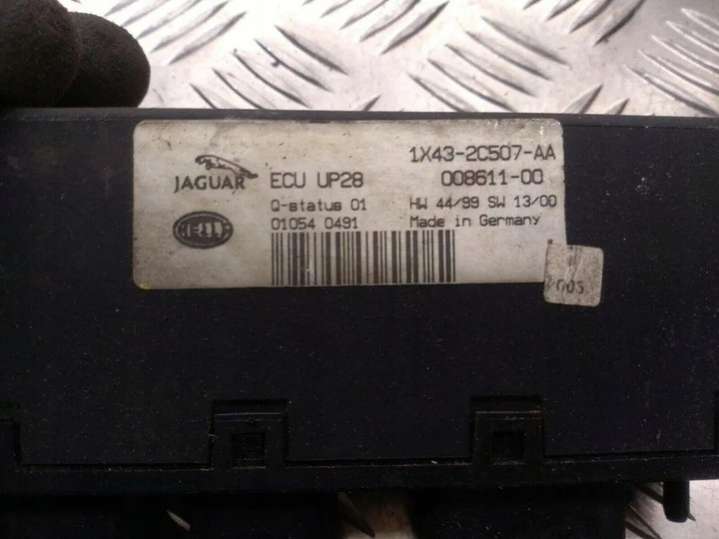 JAGUAR
HELLA
ECU UP28
Q-status 01
01054 0491
1X43-2C507-AA
008611-00
HW 44/99 SW 13/00
Made in Germany